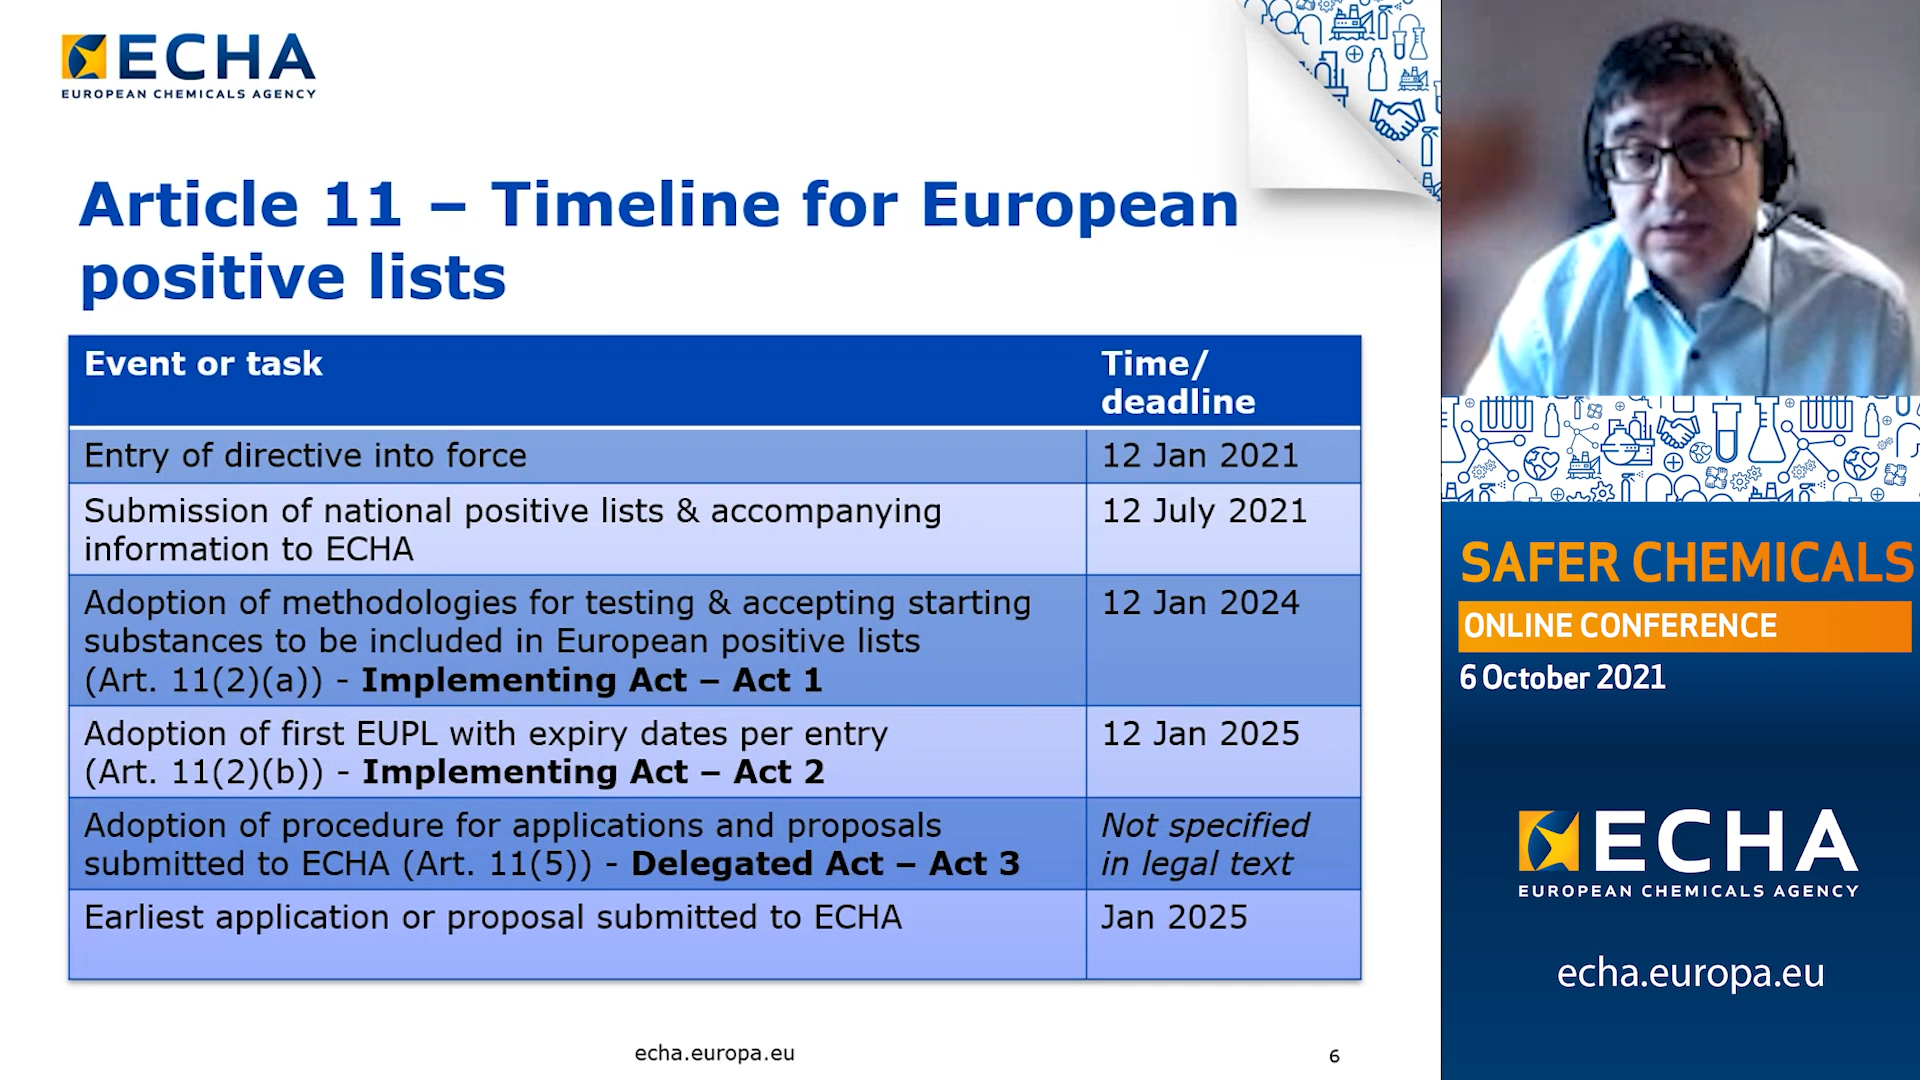 ECHA
EUROPEAN CHEMICALS AGENCY
Article 11 – Timeline for European
positive lists
Event or task
Time/
deadline
Entry of directive into force
12 Jan 2021
Submission of national positive lists & accompanying
information to ECHA
12 July 2021
Adoption of methodologies for testing & accepting starting
substances to be included in European positive lists
(Art. 11(2)(a)) - Implementing Act – Act 1
12 Jan 2024
Adoption of first EUPL with expiry dates per entry
(Art. 11(2)(b)) - Implementing Act – Act 2
12 Jan 2025
Adoption of procedure for applications and proposals
submitted to ECHA (Art. 11(5)) - Delegated Act – Act 3
Not specified
in legal text
Earliest application or proposal submitted to ECHA
Jan 2025
echa.europa.eu
6
SAFER CHEMICALS
ONLINE CONFERENCE
6 October 2021
ECHA
EUROPEAN CHEMICALS AGENCY
echa.europa.eu